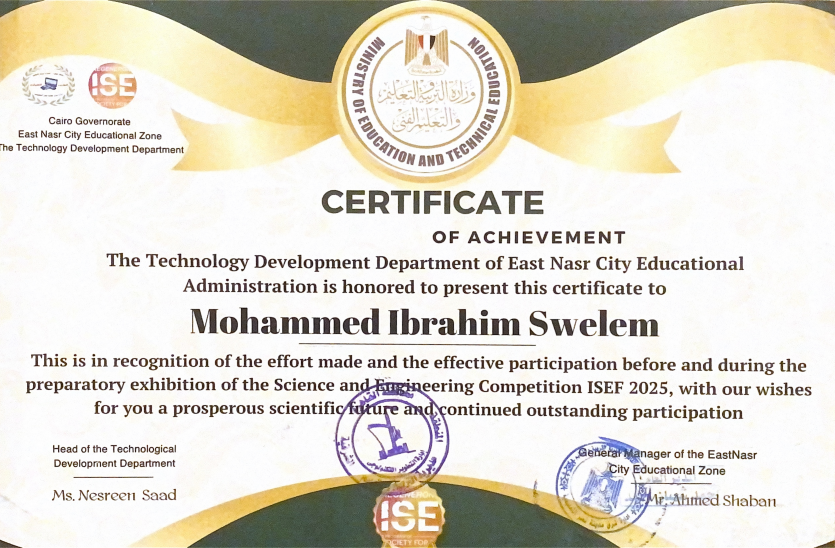 MINISTRY OF EDUCATION AND TECHNICAL EDUCATION
وزارة التربية والتعليم
والتعليم الفني
ISE
Cairo Governorate
East Nasr City Educational Zone
The Technology Development Department
CERTIFICATE
OF ACHIEVEMENT
The Technology Development Department of East Nasr City Educational
Administration is honored to present this certificate to
Mohammed Ibrahim Swelem
This is in recognition of the effort made and the effective participation before and during the
preparatory exhibition of the Science and Engineering Competition ISEF 2025, with our wishes
for you a prosperous scientific future and continued outstanding participation
Head of the Technological
Development Department
Ms. Nesreen Saad
General Manager of the EastNasr
City Educational Zone
Mr. Ahmed Shaban
ISE